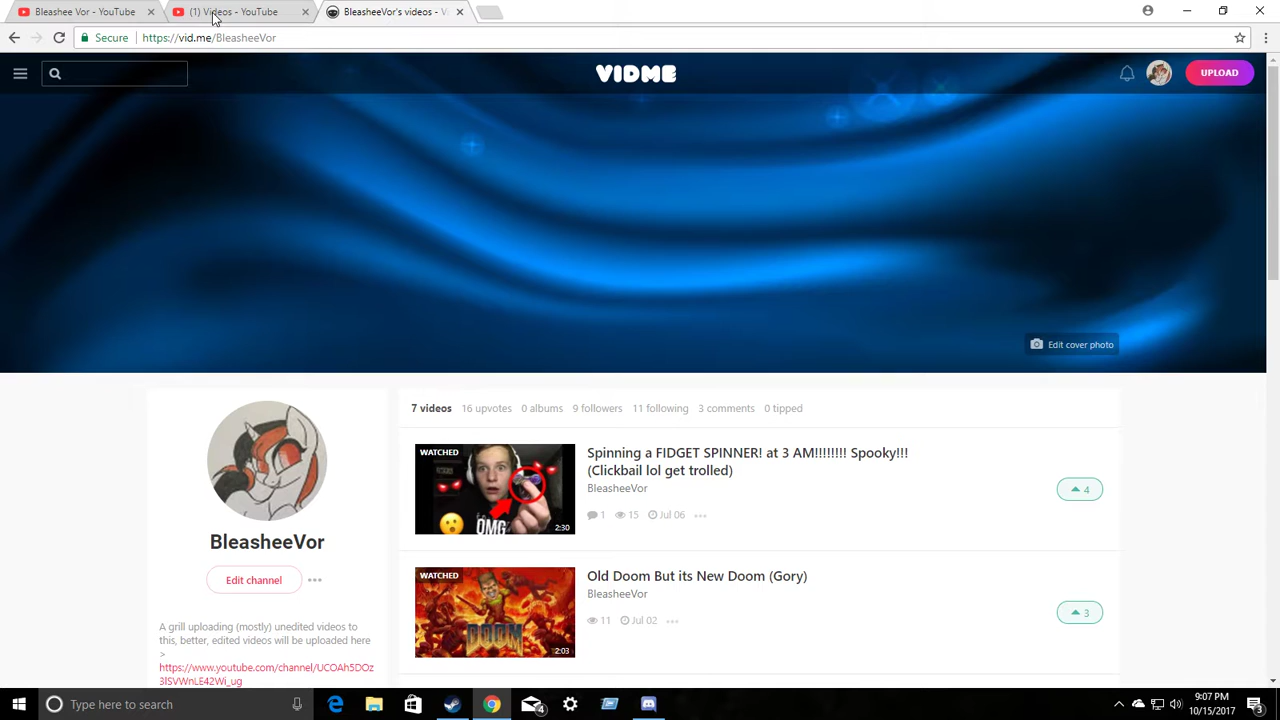 Bleashee Vor - YouTube
(1) Videos - YouTube
BleasheeVor's videos - V
Secure
https://vid.me/BleasheeVor
VIDME
UPLOAD
Edit cover photo
7 videos 16 upvotes 0 albums 9 followers 11 following 3 comments 0 tipped
WATCHED
OMG
2:30
Spinning a FIDGET SPINNER! at 3 AM!!!!!!!! Spooky!!!
(Clickbail lol get trolled)
BleasheeVor
1 15 Jul 06
4
BleasheeVor
Edit channel
A grill uploading (mostly) unedited videos to
this, better, edited videos will be uploaded here
>
https://www.youtube.com/channel/UCOAh5DOz
3lSVWnLE42Wi_ug
WATCHED
DOOM
2:03
Old Doom But its New Doom (Gory)
BleasheeVor
11 Jul 02
3
Type here to search
4
9:07 PM
10/15/2017
3